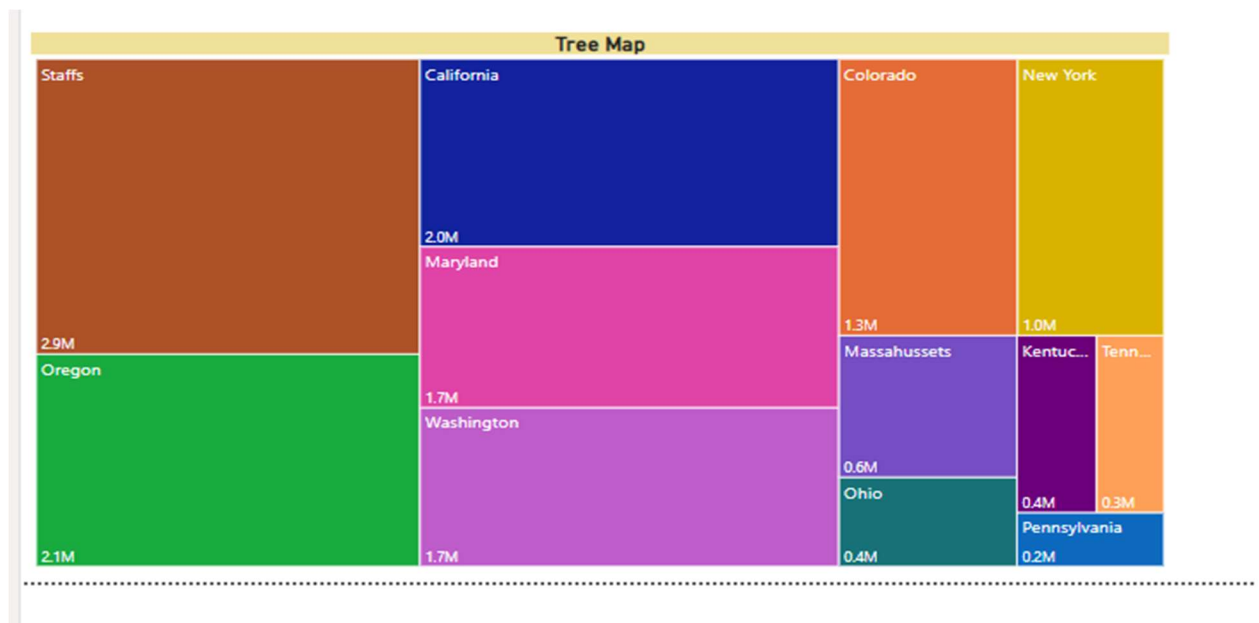 Tree Map
Staffs
2.9M
Oregon
2.1M
California
2.0M
Maryland
1.7M
Washington
1.7M
Colorado
1.3M
New York
1.0M
Massahussets
0.6M
Ohio
0.4M
Kentuc...
0.4M
Tenn...
0.3M
Pennsylvania
0.2M